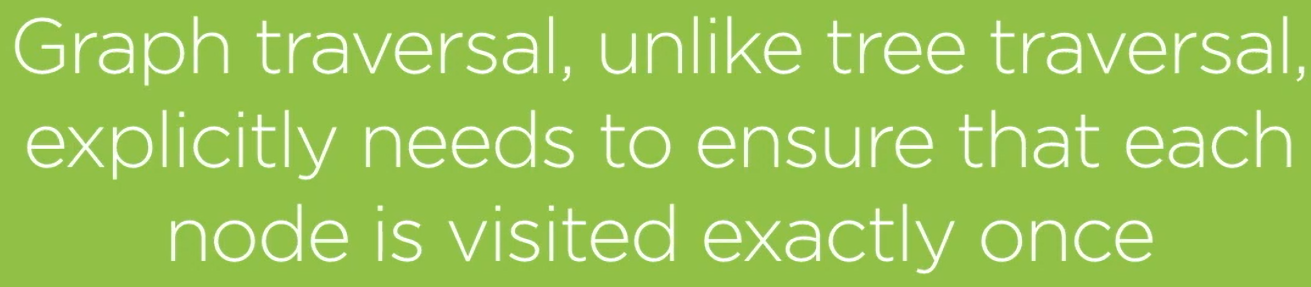 Graph traversal, unlike tree traversal,
explicitly needs to ensure that each
node is visited exactly once